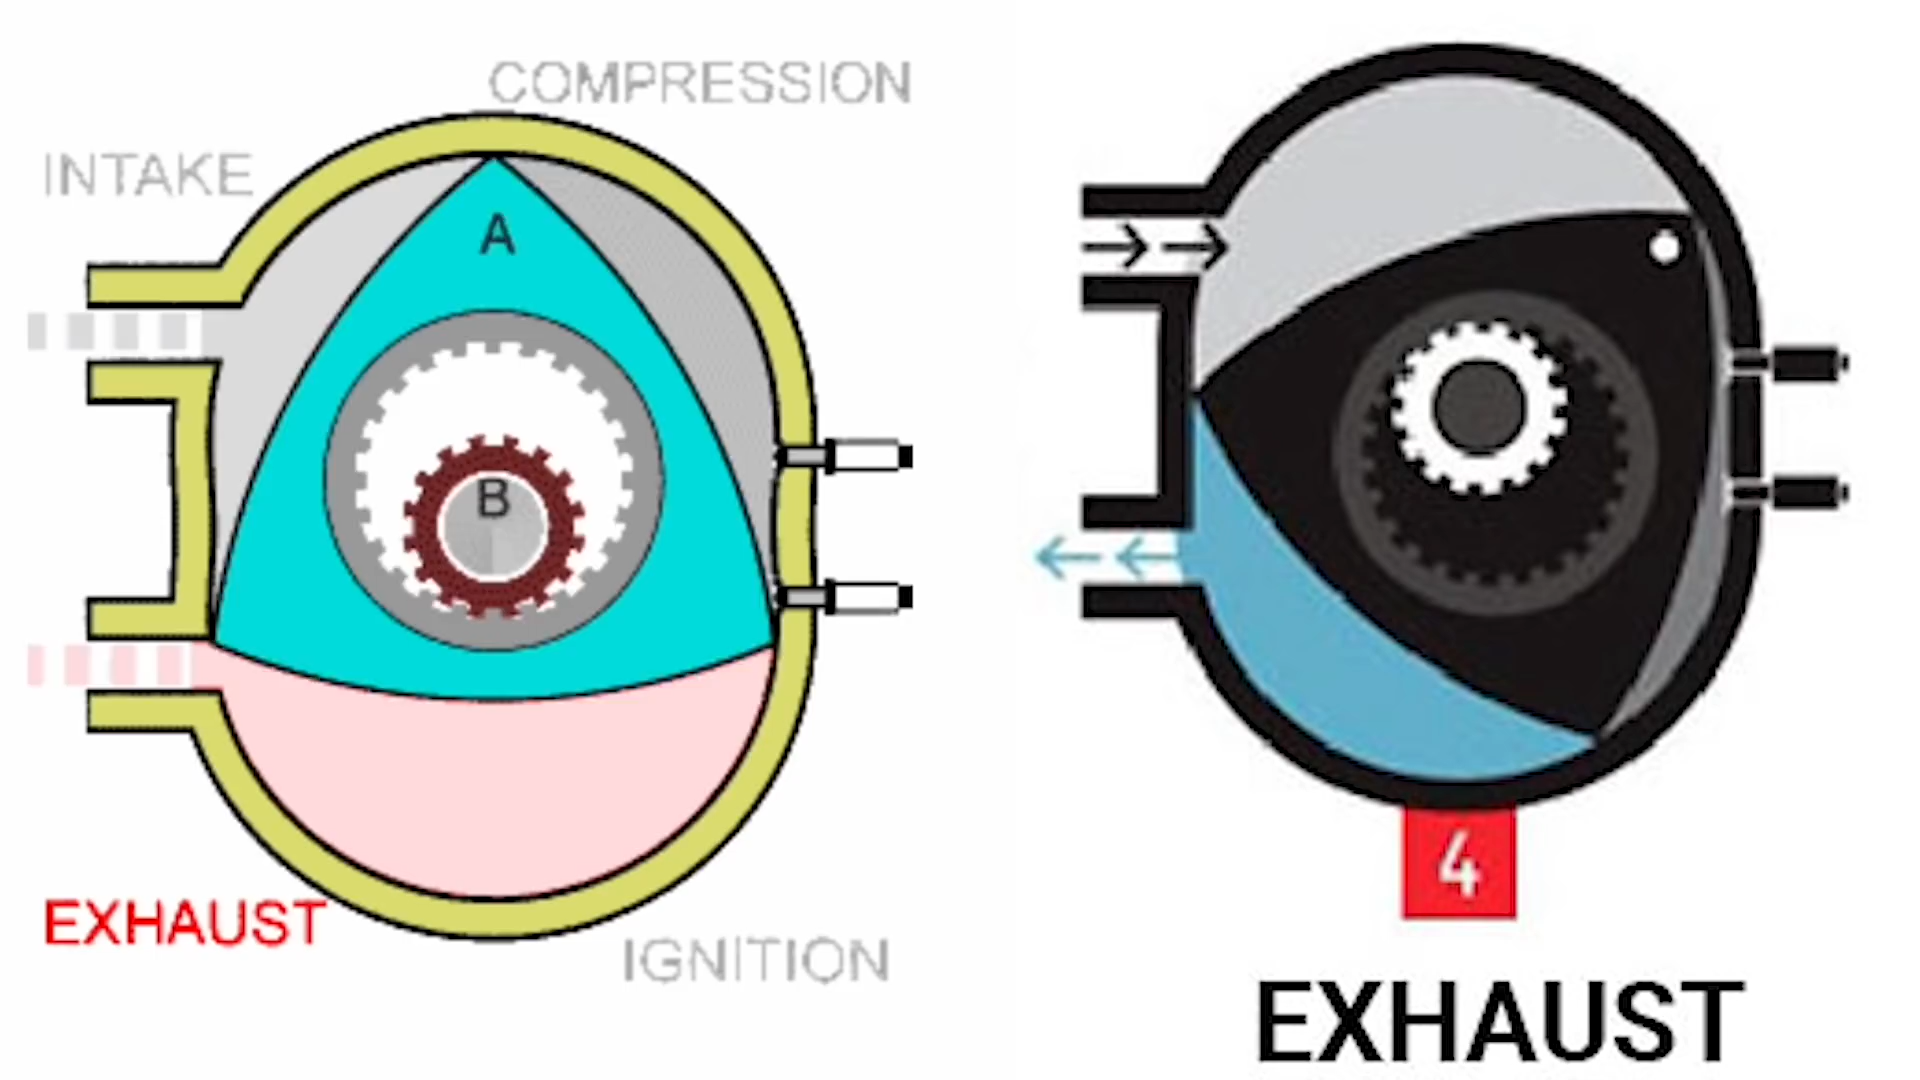 COMPRESSION
INTAKE
A
B
EXHAUST
IGNITION
4
EXHAUST